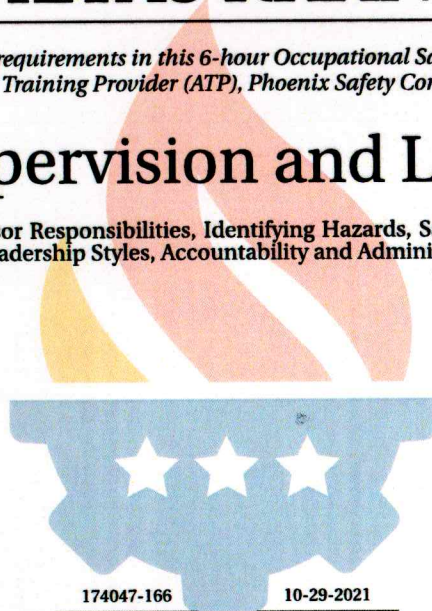 requirements in this 6-hour Occupational Sa
Training Provider (ATP), Phoenix Safety Con
pervision and L
or Responsibilities, Identifying Hazards, S
adership Styles, Accountability and Admini
174047-166 10-29-2021